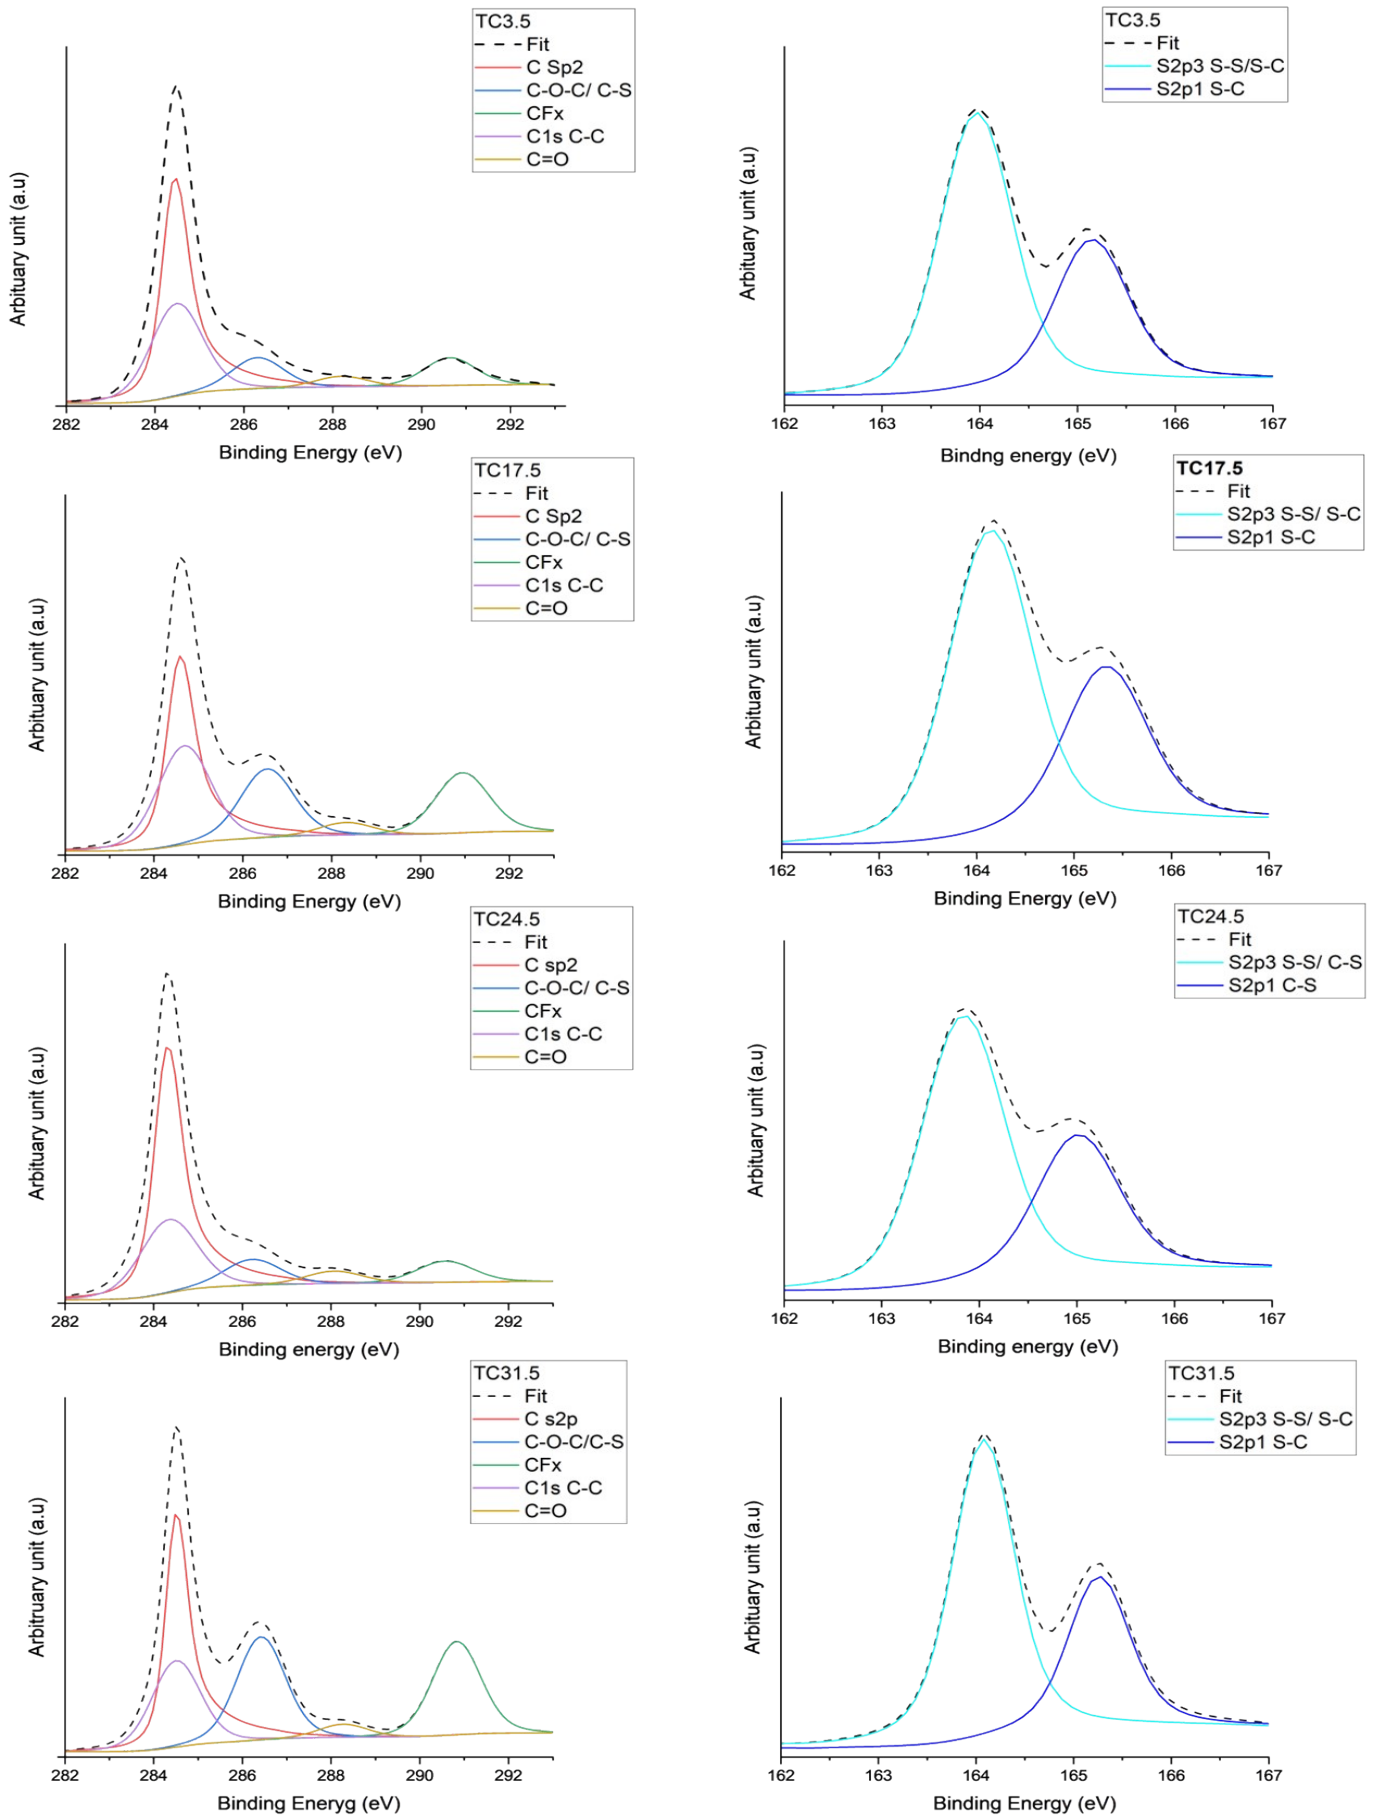 TC3.5
Fit
C Sp2
C-O-C/ C-S
CFx
C1s C-C
C=O
Arbituary unit (a.u)
282 284 286 288 290 292
Binding Energy (eV)
TC3.5
Fit
S2p3 S-S/S-C
S2p1 S-C
Arbituary unit (a.u)
162 163 164 165 166 167
Bindng energy (eV)
TC17.5
Fit
C Sp2
C-O-C/ C-S
CFx
C1s C-C
C=O
Arbituary unit (a.u)
282 284 286 288 290 292
Binding Energy (eV)
TC17.5
Fit
S2p3 S-S/ S-C
S2p1 S-C
Arbituary unit (a.u)
162 163 164 165 166 167
Binding energy (eV)
TC24.5
Fit
C sp2
C-O-C/ C-S
CFx
C1s C-C
C=O
Arbituary unit (a.u)
282 284 286 288 290 292
Binding energy (eV)
TC24.5
Fit
S2p3 S-S/ C-S
S2p1 C-S
Arbituary unit (a.u)
162 163 164 165 166 167
Binding energy (eV)
TC31.5
Fit
C s2p
C-O-C/C-S
CFx
C1s C-C
C=O
Arbitruary unit (a.u)
282 284 286 288 290 292
Binding Eneryg (eV)
TC31.5
Fit
S2p3 S-S/ S-C
S2p1 S-C
Arbituary unit (a.u)
162 163 164 165 166 167
Binding energy (eV)